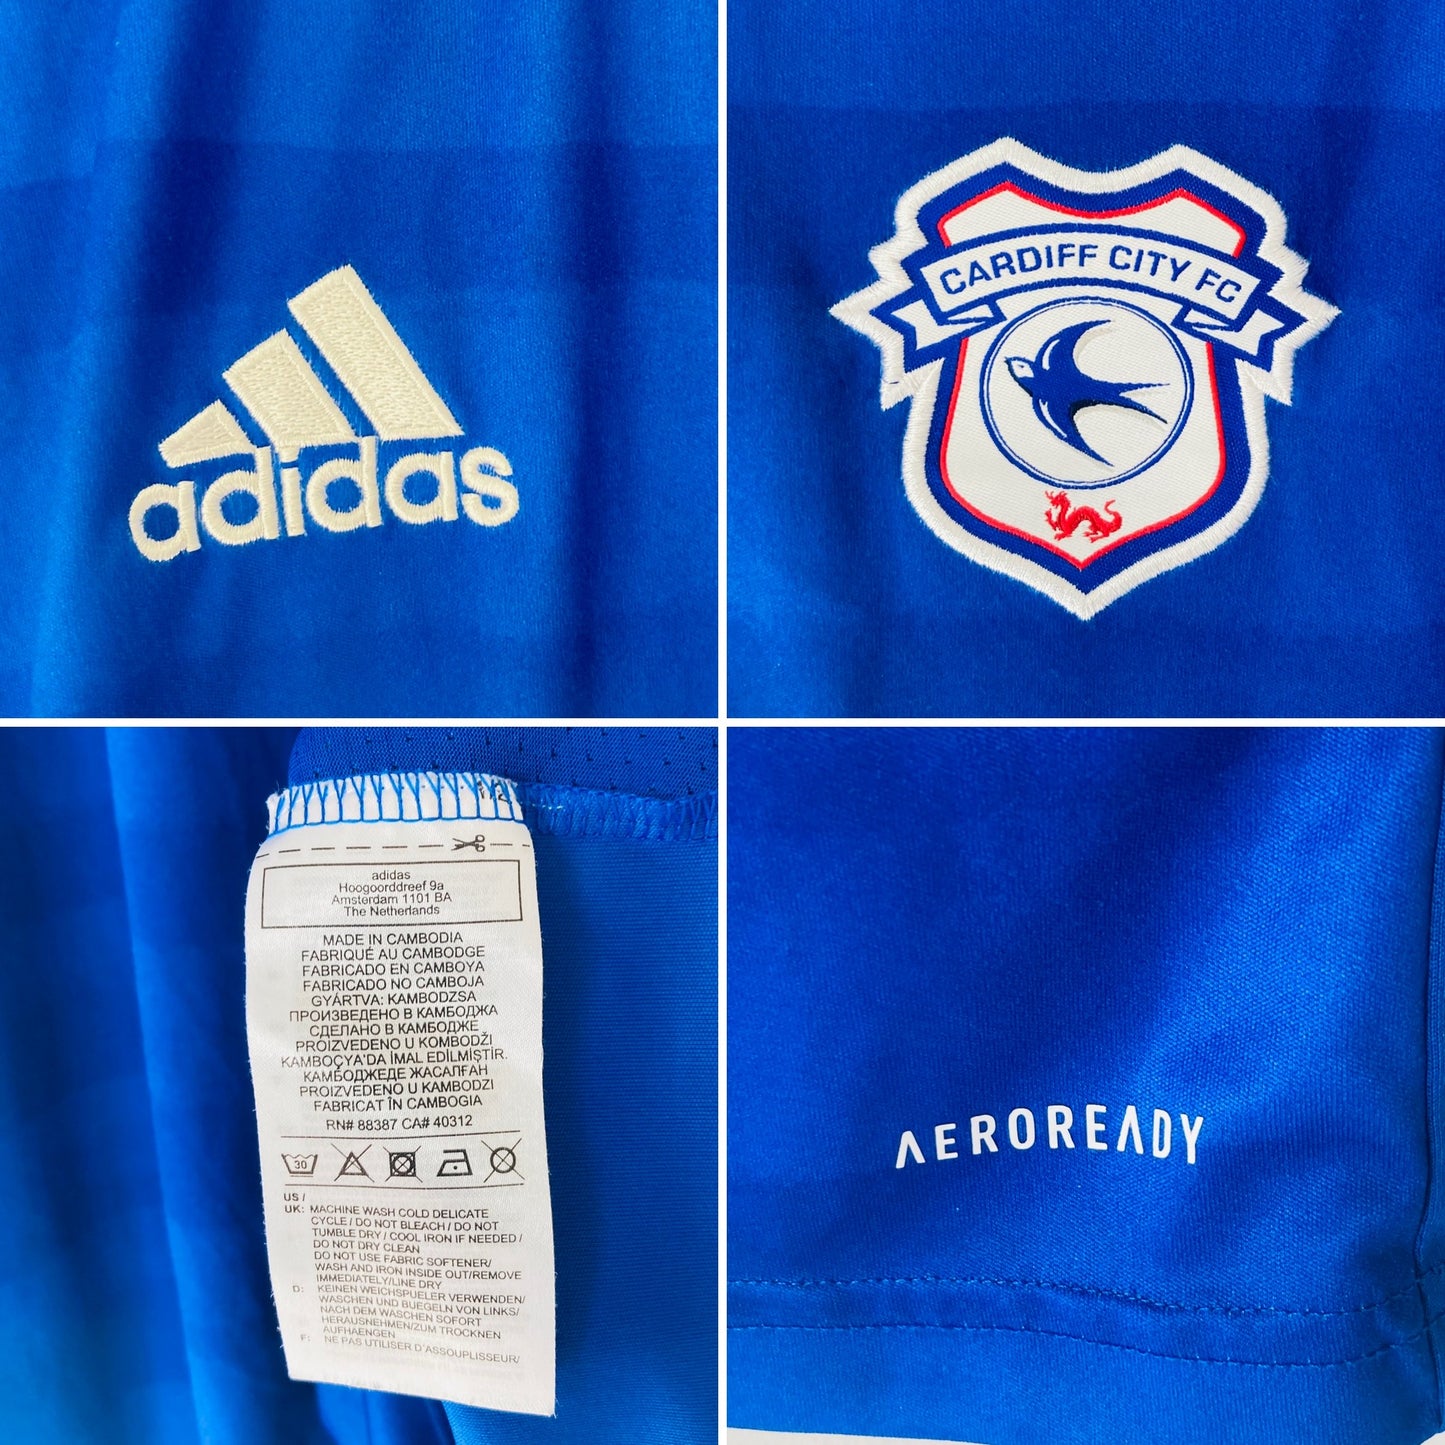 adidas
CARDIFF CITY FC
adidas
Hoogoorddreef 9a
Amsterdam 1101 BA
The Netherlands
MADE IN CAMBODIA
FABRIQUÉ AU CAMBODGE
FABRICADO EN CAMBOYA
FABRICADO NO CAMBOJA
GYÁRTVA: KAMBODZSA
ПРОИЗВЕДЕНО В КАМБОДЖА
СДЕЛАНО В КАМБОДЖЕ
PROIZVEDENO U KOMBODŽI
KAMBOÇYA'DA İMAL EDİLMİŞTİR.
КАМБОДЖЕДЕ ЖАСАЛҒАН
PROIZVEDENO U KAMBODZI
FABRICAT ÎN CAMBOGIA
RN# 88387 CA# 40312
30
US /
UK: MACHINE WASH COLD DELICATE
CYCLE / DO NOT BLEACH / DO NOT
TUMBLE DRY / COOL IRON IF NEEDED /
DO NOT DRY CLEAN
DO NOT USE FABRIC SOFTENER/
WASH AND IRON INSIDE OUT/REMOVE
IMMEDIATELY/LINE DRY
D: KEINEN WEICHSPUELER VERWENDEN/
WASCHEN UND BUEGELN VON LINKS/
NACH DEM WASCHEN SOFORT
HERAUSNEHMEN/ZUM TROCKNEN
AUFHAENGEN
F: NE PAS UTILISER D'ASSOUPLISSEUR/
AEROREADY